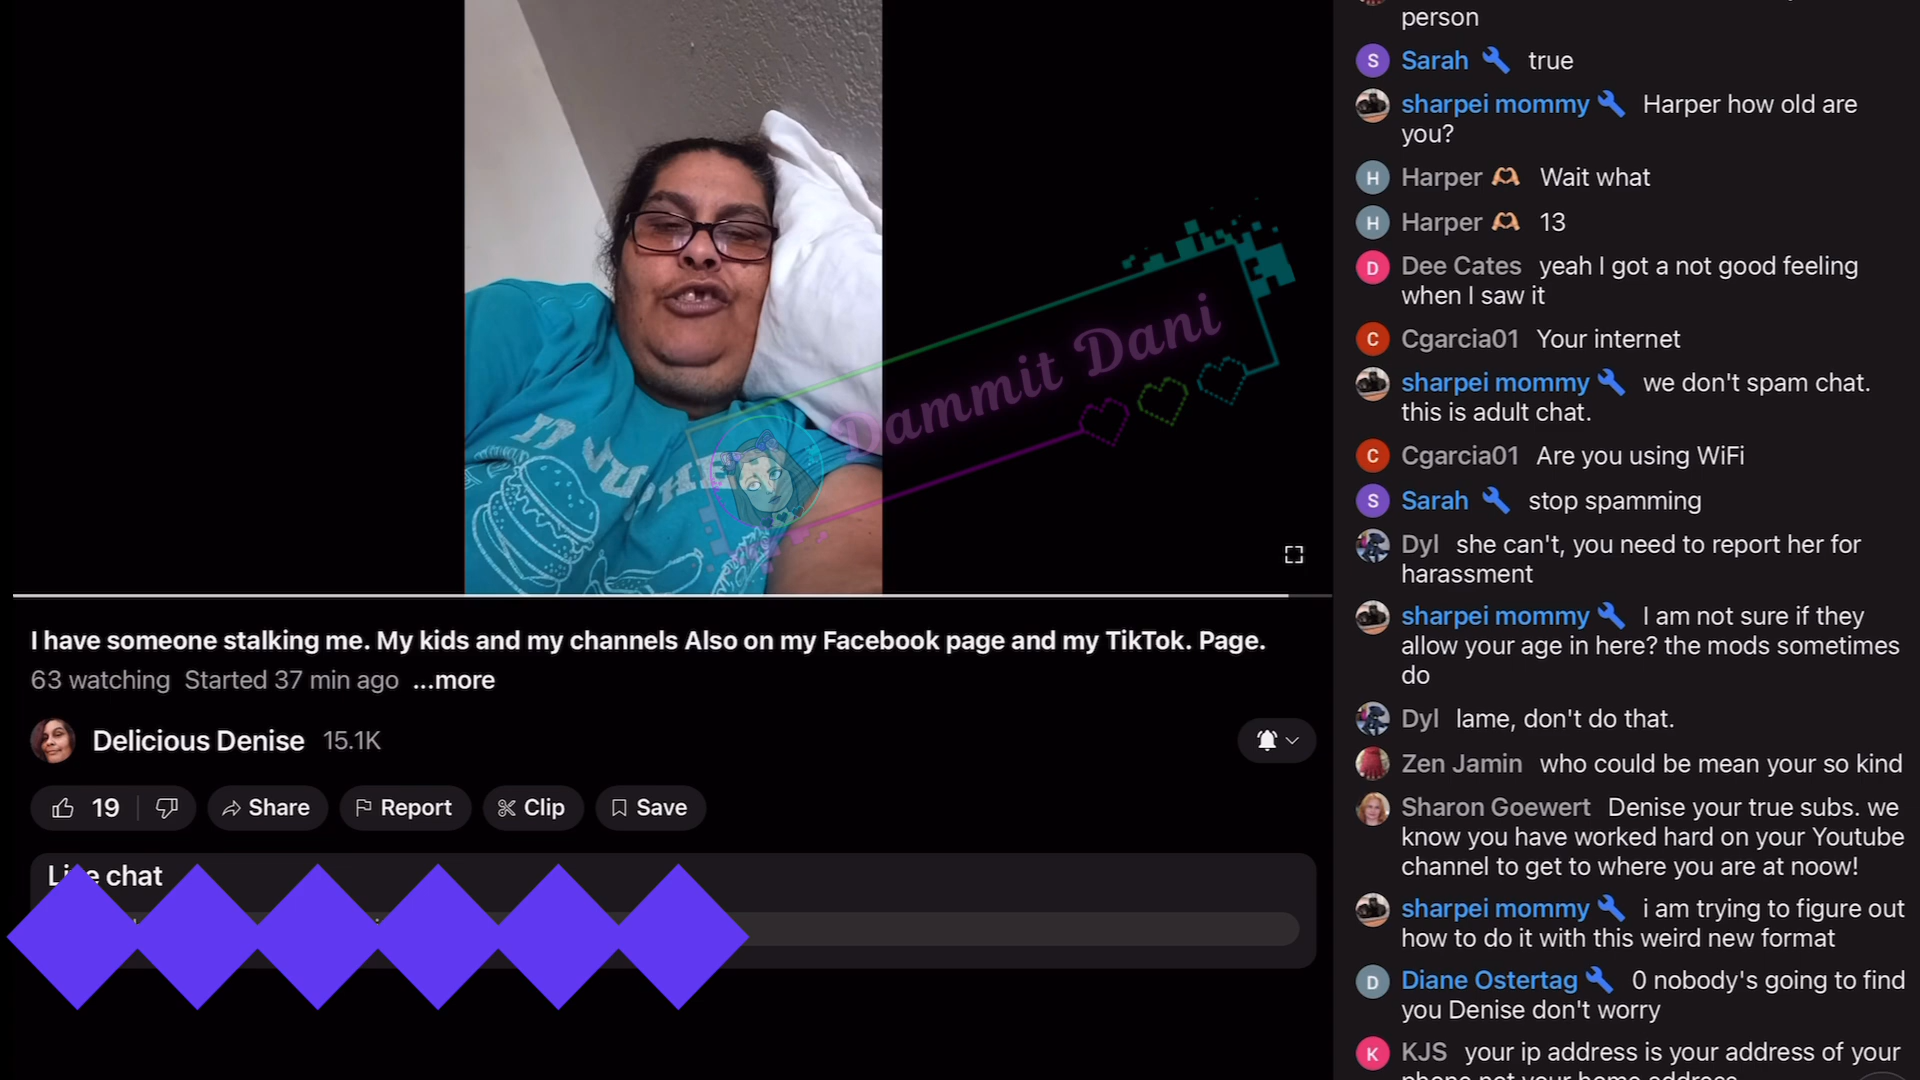 IT MUKBE
Dammit Dani
I have someone stalking me. My kids and my channels Also on my Facebook page and my TikTok. Page.
63 watching Started 37 min ago ...more
Delicious Denise 15.1K
19 Share Report Clip Save
Live chat
person
S Sarah true
sharpei mommy Harper how old are
you?
H Harper 🫶🏼 Wait what
H Harper 🫶🏼 13
D Dee Cates yeah I got a not good feeling
when I saw it
C Cgarcia01 Your internet
sharpei mommy we don't spam chat.
this is adult chat.
C Cgarcia01 Are you using WiFi
S Sarah stop spamming
Dyl she can't, you need to report her for
harassment
sharpei mommy I am not sure if they
allow your age in here? the mods sometimes
do
Dyl lame, don't do that.
Zen Jamin who could be mean your so kind
Sharon Goewert Denise your true subs. we
know you have worked hard on your Youtube
channel to get to where you are at noow!
sharpei mommy i am trying to figure out
how to do it with this weird new format
D Diane Ostertag 0 nobody's going to find
you Denise don't worry
K KJS your ip address is your address of your
phone not your home address